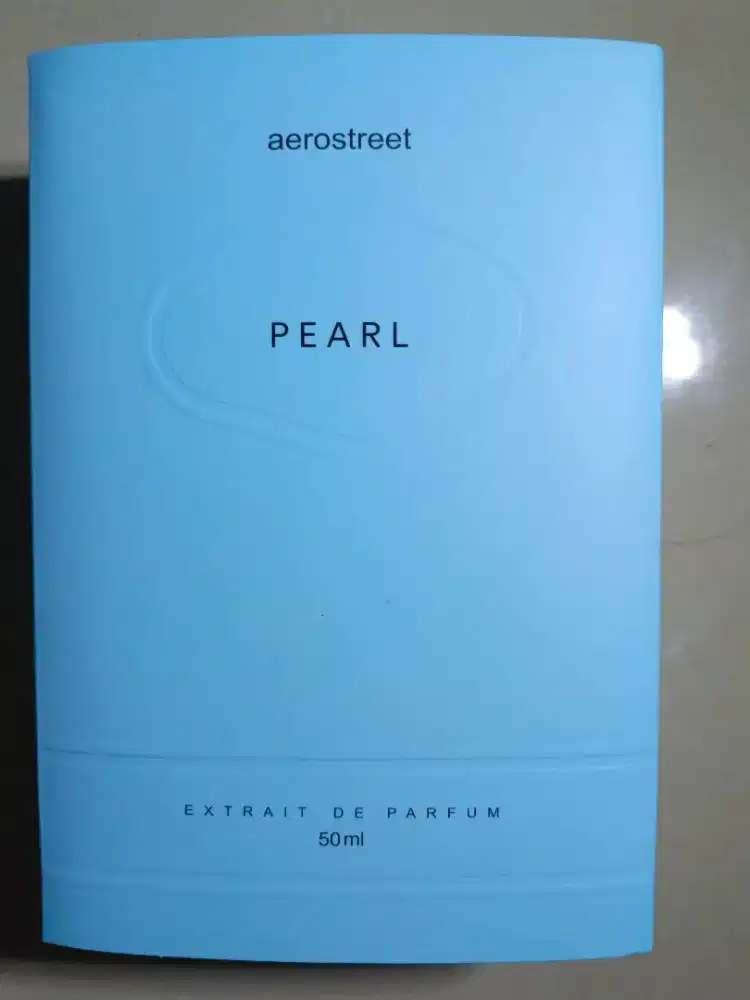 aerostreet
PEARL
EXTRAIT DE PARFUM
50ml